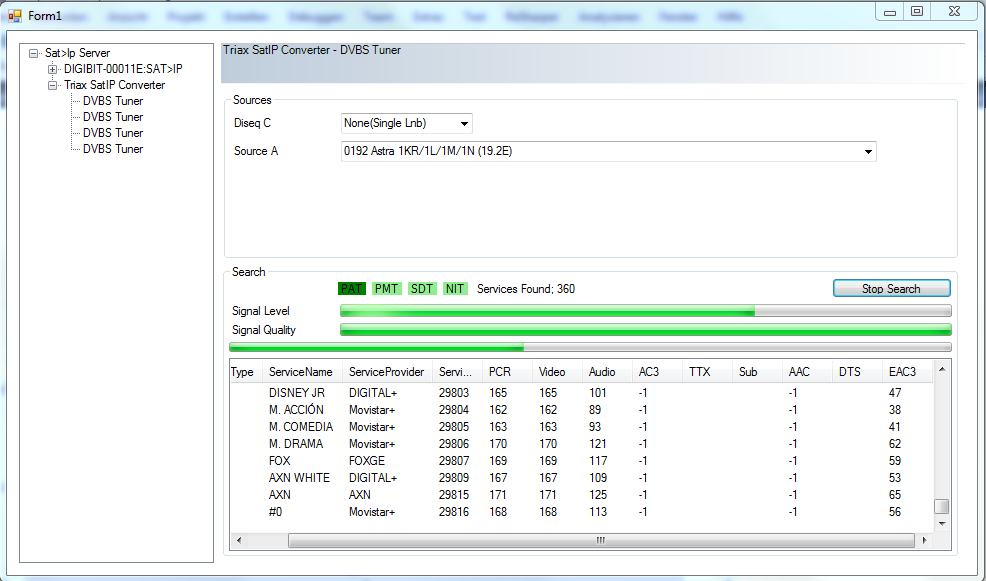 Form1
Sat>Ip Server
DIGIBIT-00011E:SAT>IP
Triax SatIP Converter
DVBS Tuner
DVBS Tuner
DVBS Tuner
DVBS Tuner
Triax SatIP Converter - DVBS Tuner
Sources
Diseq C None(Single Lnb)
Source A 0192 Astra 1KR/1L/1M/1N (19.2E)
Search
PAT PMT SDT NIT Services Found; 360 Stop Search
Signal Level
Signal Quality
Type ServiceName ServiceProvider Servi... PCR Video Audio AC3 TTX Sub AAC DTS EAC3
DISNEY JR DIGITAL+ 29803 165 165 101 -1 -1 47
M. ACCIÓN Movistar+ 29804 162 162 89 -1 -1 38
M. COMEDIA Movistar+ 29805 163 163 93 -1 -1 41
M. DRAMA Movistar+ 29806 170 170 121 -1 -1 62
FOX FOXGE 29807 169 169 117 -1 -1 59
AXN WHITE DIGITAL+ 29809 167 167 109 -1 -1 53
AXN AXN 29815 171 171 125 -1 -1 65
#0 Movistar+ 29816 168 168 113 -1 -1 56